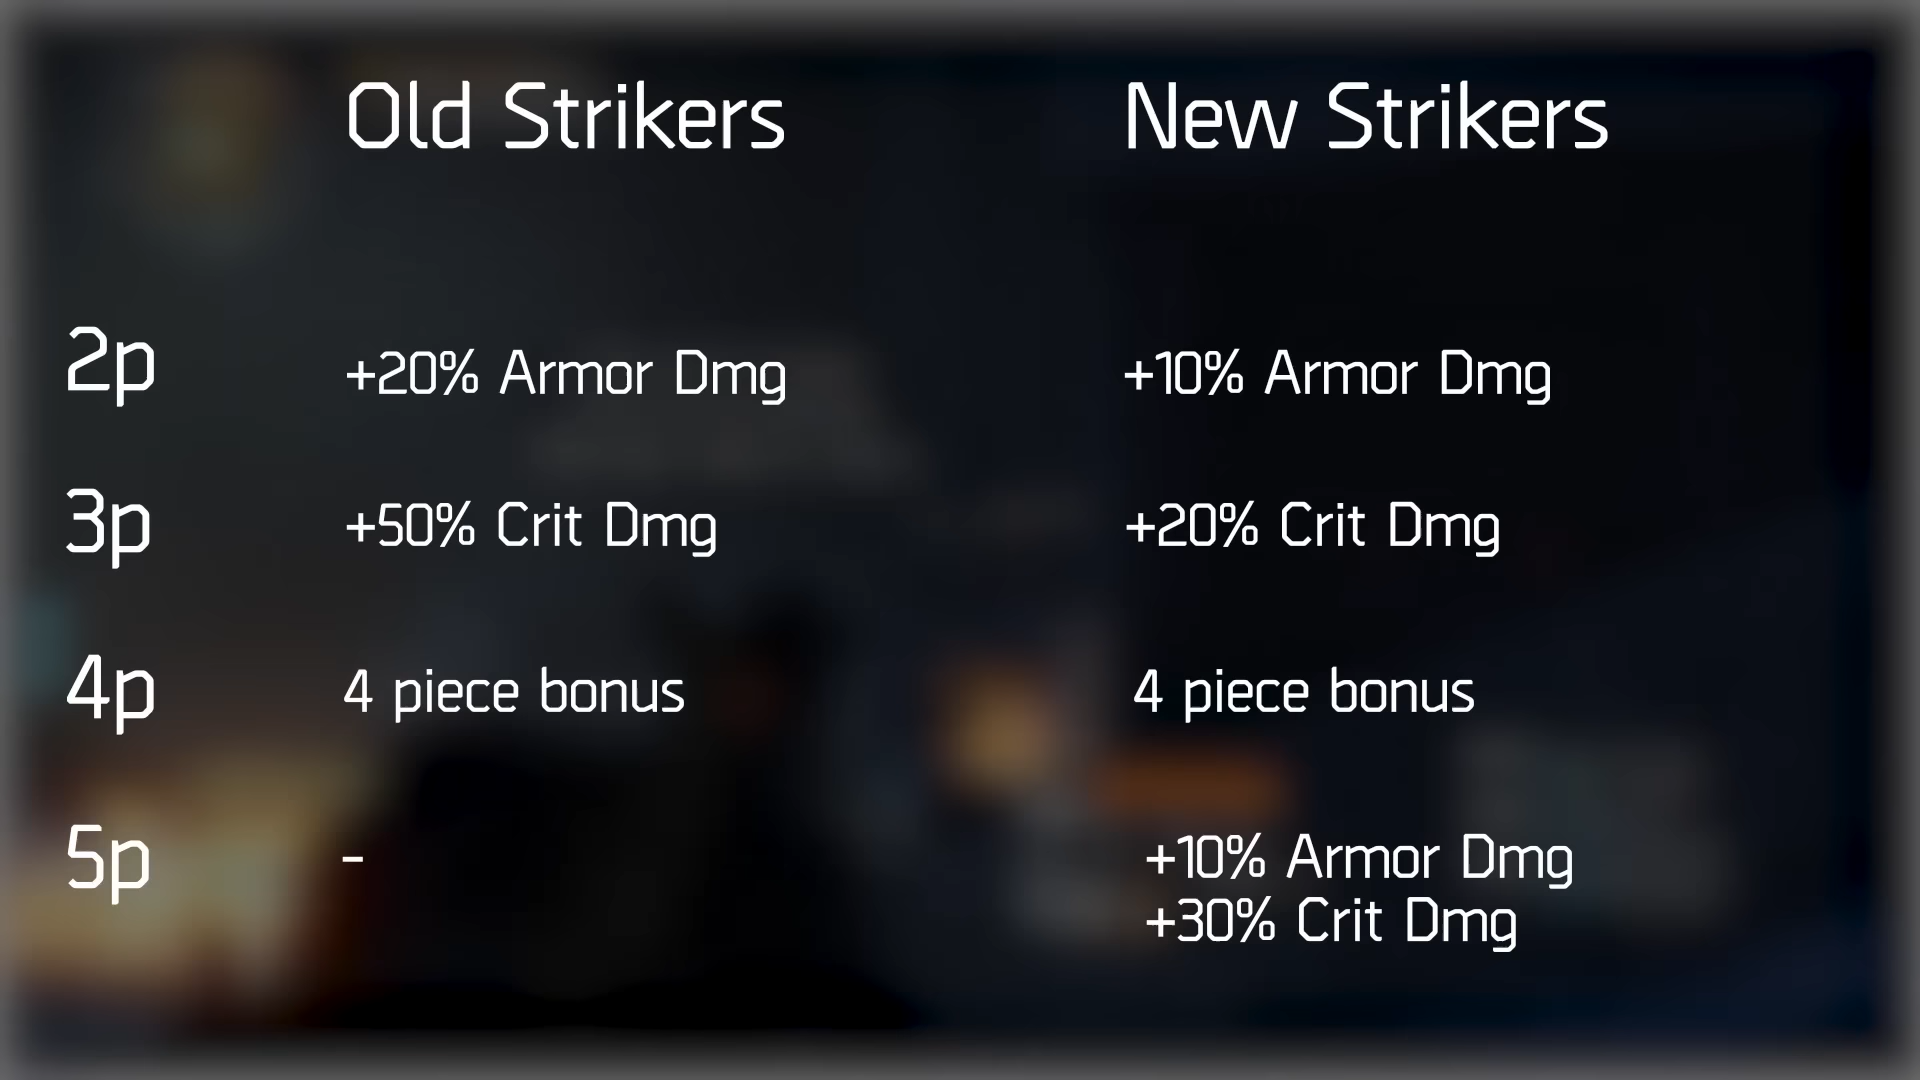 Old Strikers New Strikers
2p +20% Armor Dmg +10% Armor Dmg
3p +50% Crit Dmg +20% Crit Dmg
4p 4 piece bonus 4 piece bonus
5p - +10% Armor Dmg
+30% Crit Dmg